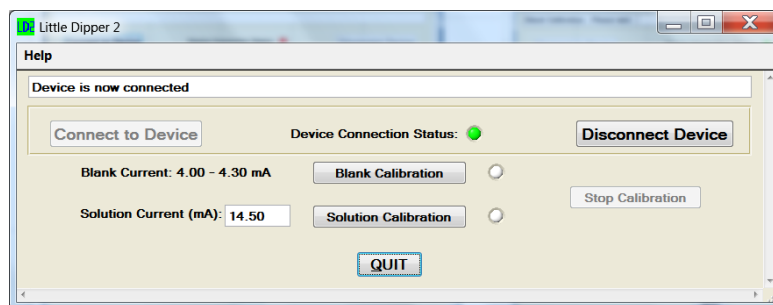 LD2 Little Dipper 2
Help
Device is now connected
Connect to Device Device Connection Status: Disconnect Device
Blank Current: 4.00 - 4.30 mA Blank Calibration
Stop Calibration
Solution Current (mA): 14.50 Solution Calibration
QUIT